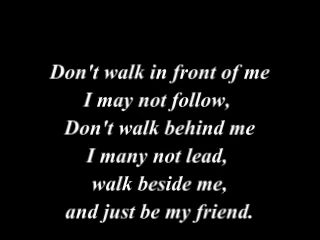 Don't walk in front of me
I may not follow,
Don't walk behind me
I many not lead,
walk beside me,
and just be my friend.